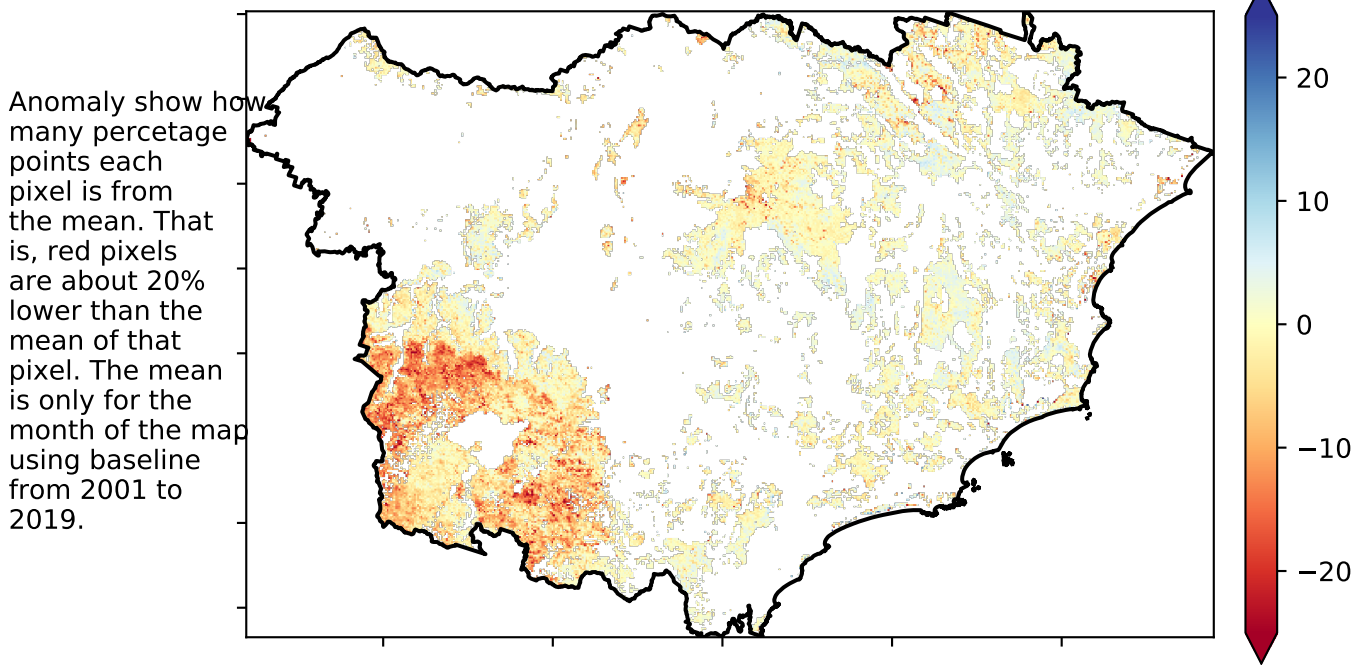 Anomaly show how
many percetage
points each
pixel is from
the mean. That
is, red pixels
are about 20%
lower than the
mean of that
pixel. The mean
is only for the
month of the map
using baseline
from 2001 to
2019.
20
10
0
−10
−20